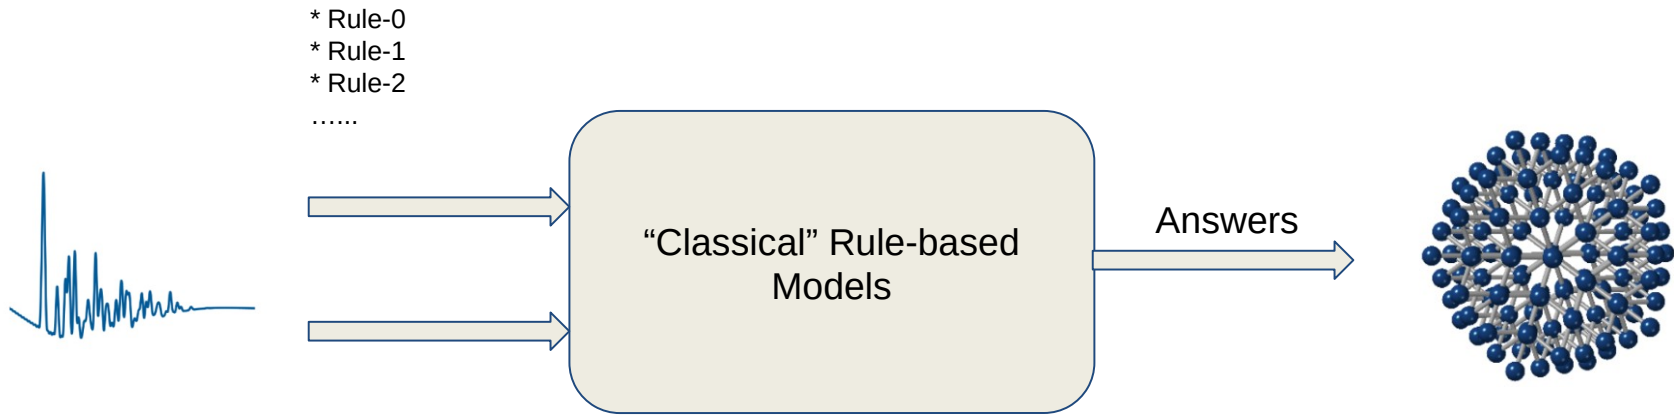 * Rule-0
* Rule-1
* Rule-2
…...
“Classical” Rule-based
Models
Answers